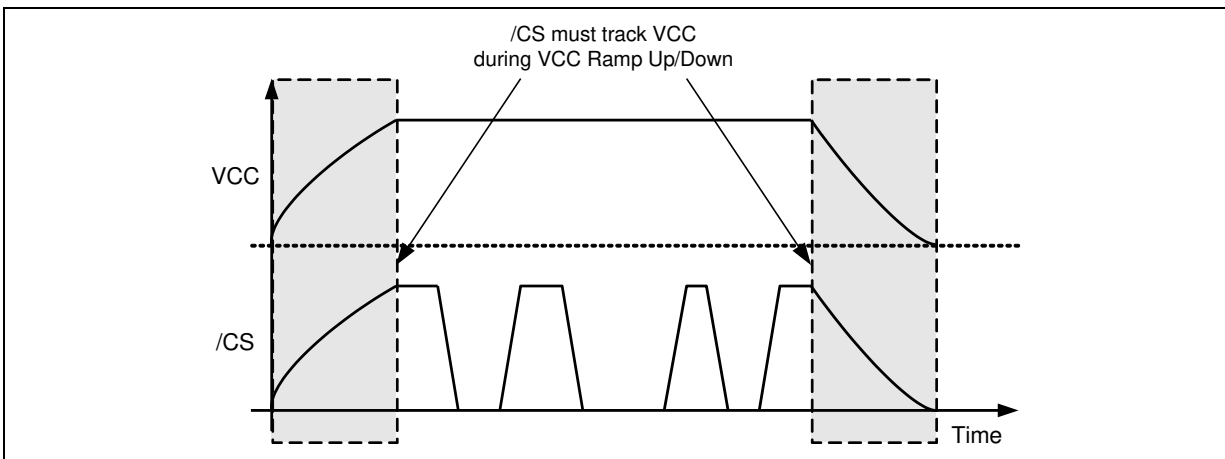 /CS must track VCC
during VCC Ramp Up/Down
VCC
/CS
Time